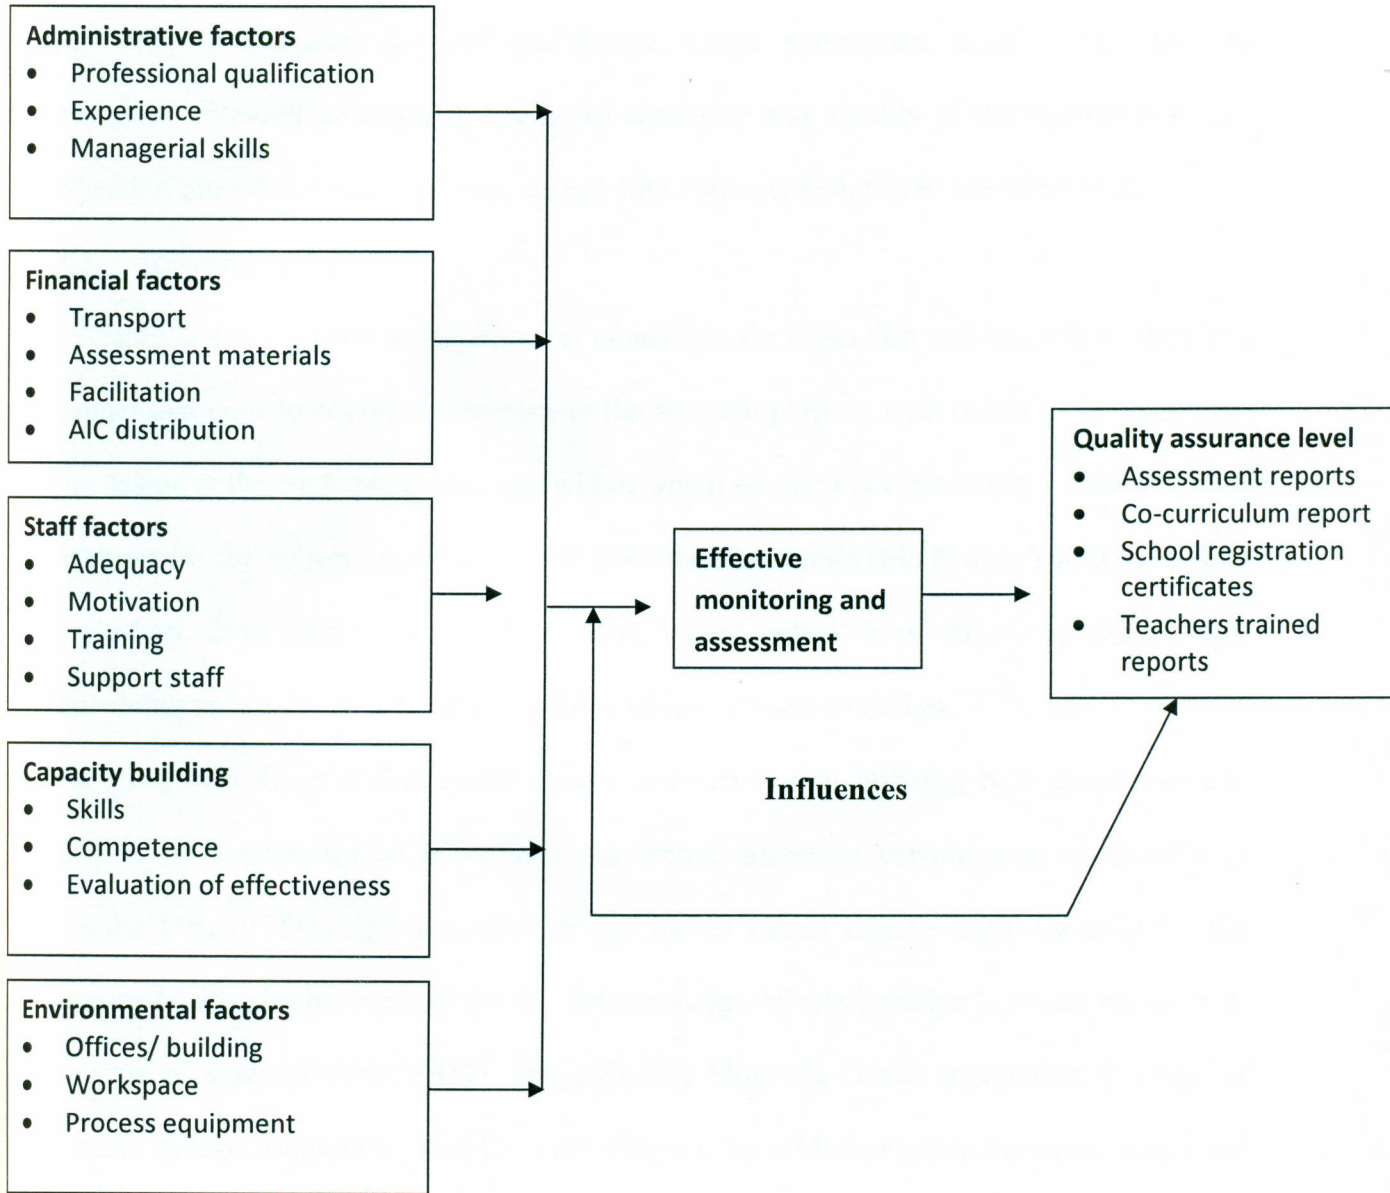 Administrative factors
• Professional qualification
• Experience
• Managerial skills
Financial factors
• Transport
• Assessment materials
• Facilitation
• AIC distribution
Staff factors
• Adequacy
• Motivation
• Training
• Support staff
Capacity building
• Skills
• Competence
• Evaluation of effectiveness
Environmental factors
• Offices/ building
• Workspace
• Process equipment
Effective
monitoring and
assessment
Influences
Quality assurance level
• Assessment reports
• Co-curriculum report
• School registration
certificates
• Teachers trained
reports